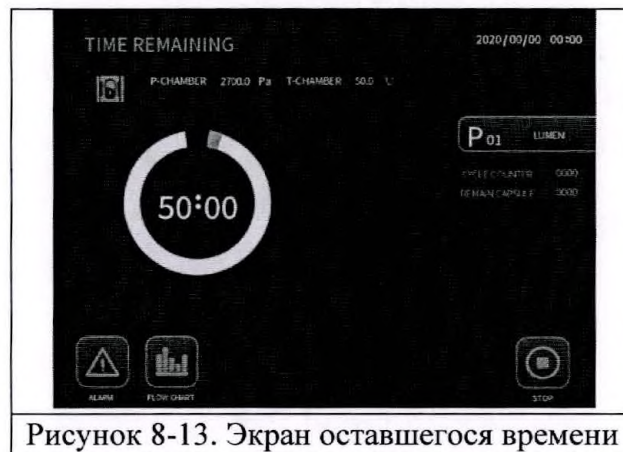 TIME REMAINING
2020/00/00 00:00
P-CHAMBER 2700.0 Pa T-CHAMBER 50.0 ℃
P 01 LUMEN
CYCLE COUNTER 0000
REMAIN CAPSULE 0000
50:00
ALARM
FLOW CHART
STOP
Рисунок 8-13. Экран оставшегося времени